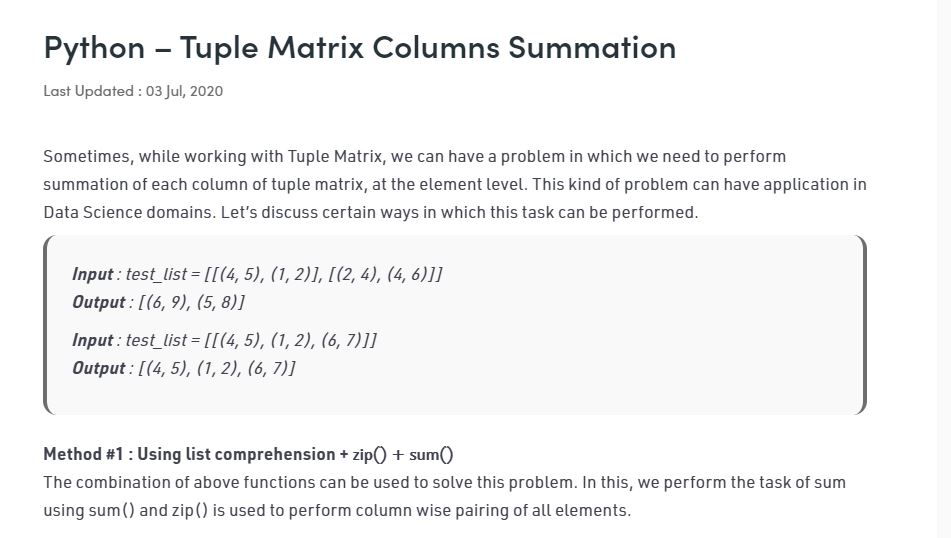 Python – Tuple Matrix Columns Summation
Last Updated : 03 Jul, 2020
Sometimes, while working with Tuple Matrix, we can have a problem in which we need to perform
summation of each column of tuple matrix, at the element level. This kind of problem can have application in
Data Science domains. Let’s discuss certain ways in which this task can be performed.
Input : test_list = [[(4, 5), (1, 2)], [(2, 4), (4, 6)]]
Output : [(6, 9), (5, 8)]
Input : test_list = [[(4, 5), (1, 2), (6, 7)]]
Output : [(4, 5), (1, 2), (6, 7)]
Method #1 : Using list comprehension + zip() + sum()
The combination of above functions can be used to solve this problem. In this, we perform the task of sum
using sum() and zip() is used to perform column wise pairing of all elements.